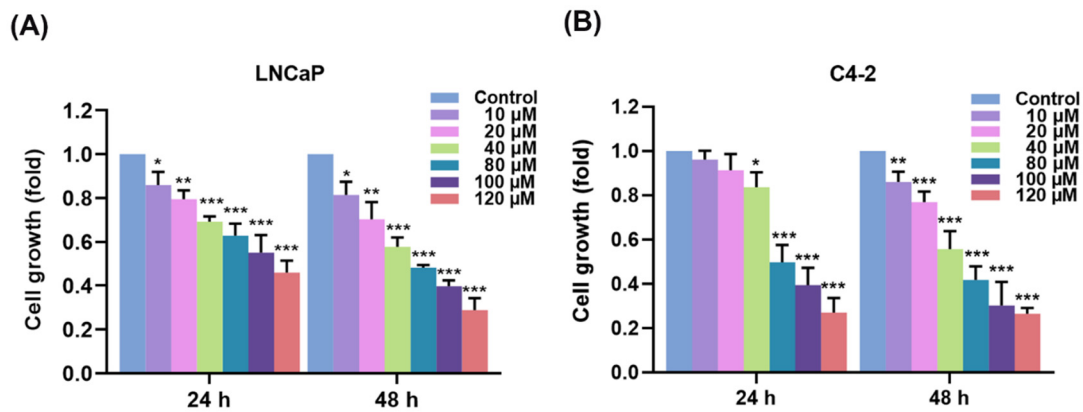 (A)
LNCaP
Control
10 μM
20 μM
40 μM
80 μM
100 μM
120 μM
Cell growth (fold)
1.2
1.0
0.8
0.6
0.4
0.2
0.0
*
**
***
***
***
***
*
**
***
***
***
***
24 h
48 h
(B)
C4-2
Control
10 μM
20 μM
40 μM
80 μM
100 μM
120 μM
Cell growth (fold)
1.2
1.0
0.8
0.6
0.4
0.2
0.0
*
***
***
***
**
***
***
***
***
***
24 h
48 h